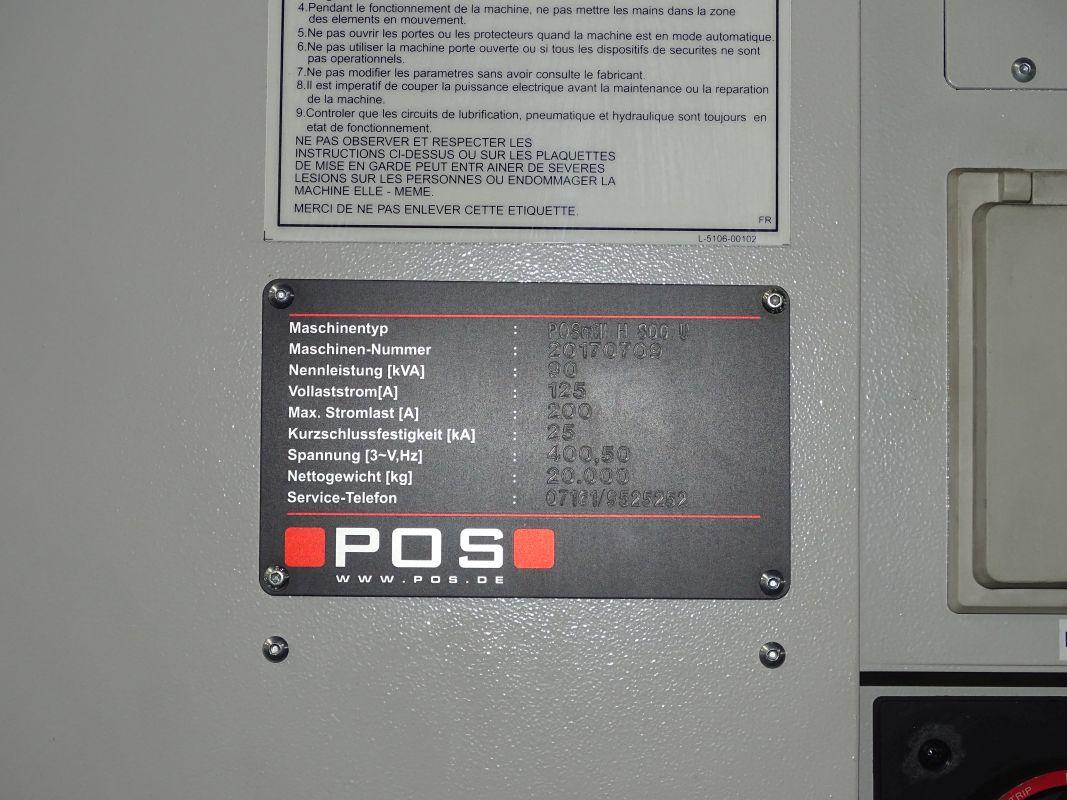 4.Pendant le fonctionnement de la machine, ne pas mettre les mains dans la zone
des elements en mouvement.
5.Ne pas ouvrir les portes ou les protecteurs quand la machine est en mode automatique.
6.Ne pas utiliser la machine porte ouverte ou si tous les dispositifs de securites ne sont
pas operationnels.
7.Ne pas modifier les parametres sans avoir consulte le fabricant.
8.Il est imperatif de couper la puissance electrique avant la maintenance ou la reparation
de la machine.
9.Controler que les circuits de lubrification, pneumatique et hydraulique sont toujours en
etat de fonctionnement.
NE PAS OBSERVER ET RESPECTER LES
INSTRUCTIONS CI-DESSUS OU SUR LES PLAQUETTES
DE MISE EN GARDE PEUT ENTR AINER DE SEVERES
LESIONS SUR LES PERSONNES OU ENDOMMAGER LA
MACHINE ELLE - MEME.
MERCI DE NE PAS ENLEVER CETTE ETIQUETTE.
FR
L-5106-00102
Maschinentyp : POSmill H 800 U
Maschinen-Nummer : 20170709
Nennleistung [kVA] : 90
Vollaststrom[A] : 125
Max. Stromlast [A] : 200
Kurzschlussfestigkeit [kA] : 25
Spannung [3~V,Hz] : 400,50
Nettogewicht [kg] : 20.000
Service-Telefon : 07161/9525252
POS
WWW.POS.DE
TRIP